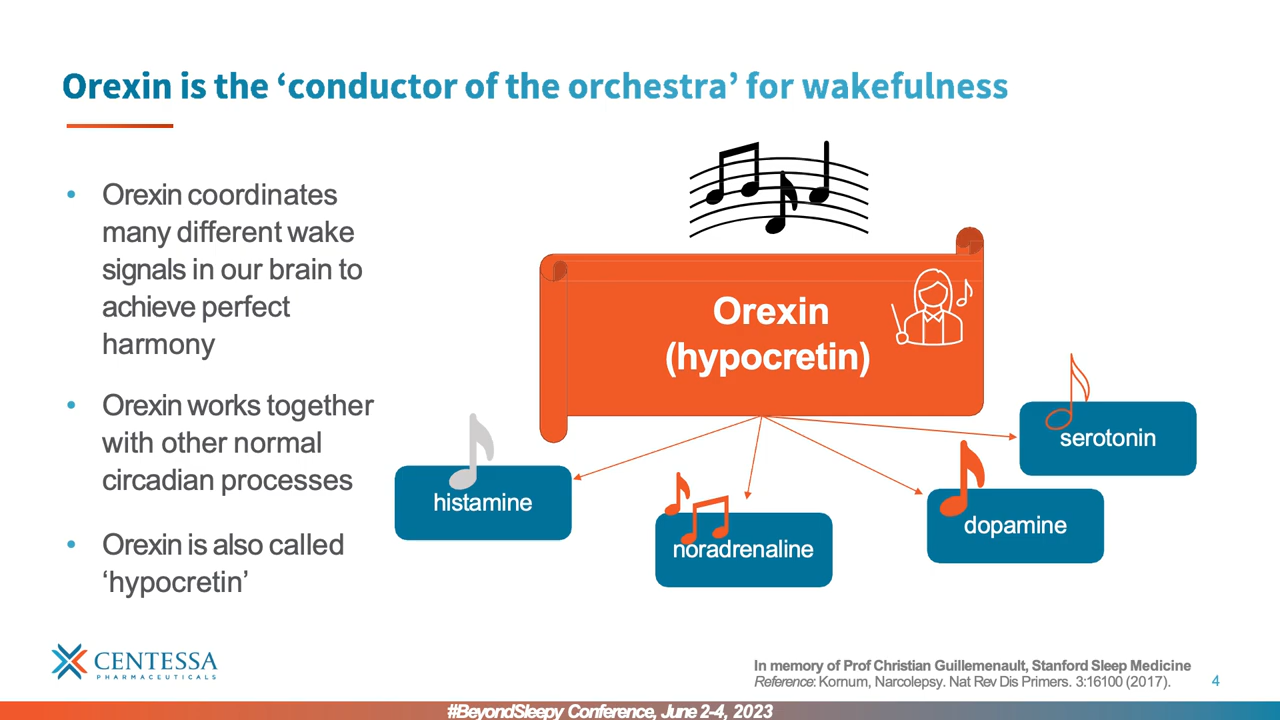 Orexin is the ‘conductor of the orchestra’ for wakefulness
• Orexin coordinates
many different wake
signals in our brain to
achieve perfect
harmony
• Orexin works together
with other normal
circadian processes
• Orexin is also called
‘hypocretin’
Orexin
(hypocretin)
histamine
noradrenaline
dopamine
serotonin
CENTESSA
PHARMACEUTICALS
In memory of Prof Christian Guillemenault, Stanford Sleep Medicine
Reference: Kornum, Narcolepsy. Nat Rev Dis Primers. 3:16100 (2017).
4
#BeyondSleepy Conference, June 2-4, 2023